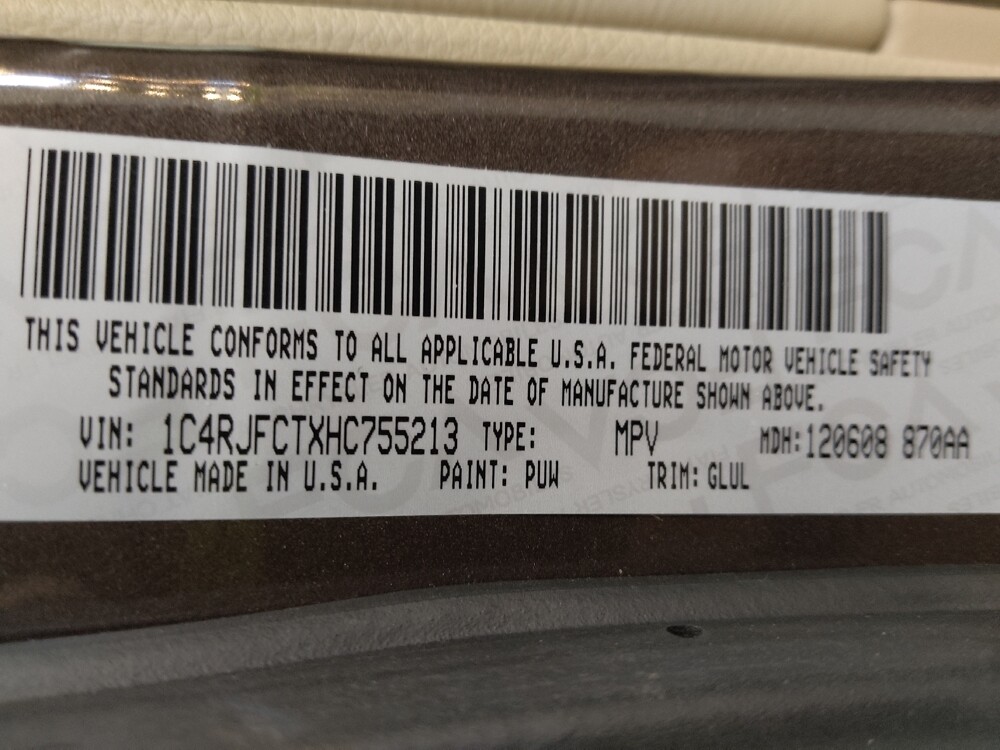 THIS VEHICLE CONFORMS TO ALL APPLICABLE U.S.A. FEDERAL MOTOR VEHICLE SAFETY
STANDARDS IN EFFECT ON THE DATE OF MANUFACTURE SHOWN ABOVE.
VIN: 1C4RJFCTXHC755213 TYPE: MPV MDH:120608 870AA
VEHICLE MADE IN U.S.A. PAINT: PUW TRIM: GLUL